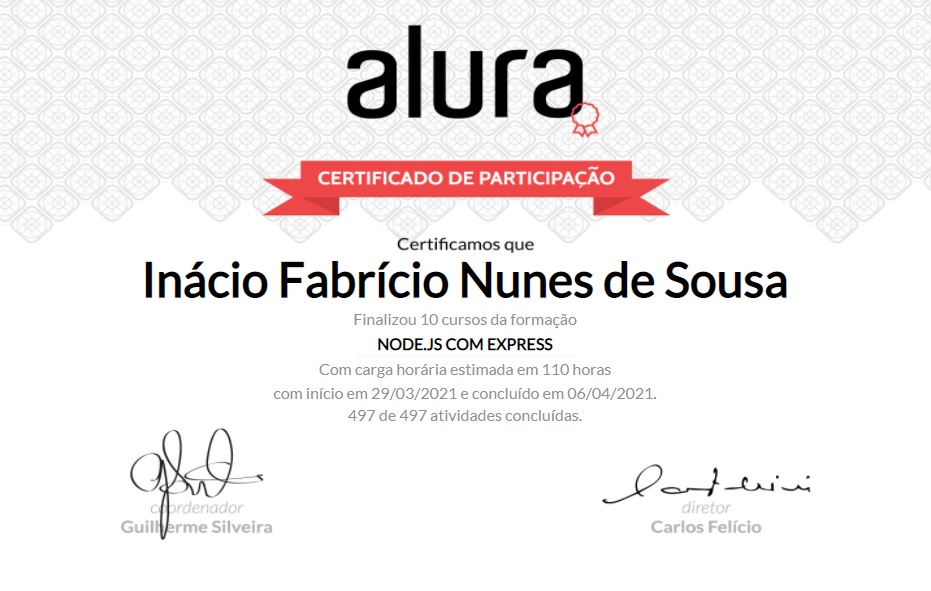 alura
CERTIFICADO DE PARTICIPAÇÃO
Certificamos que
Inácio Fabrício Nunes de Sousa
Finalizou 10 cursos da formação
NODE.JS COM EXPRESS
Com carga horária estimada em 110 horas
com início em 29/03/2021 e concluído em 06/04/2021.
497 de 497 atividades concluídas.
coordenador
Guilherme Silveira
diretor
Carlos Felício